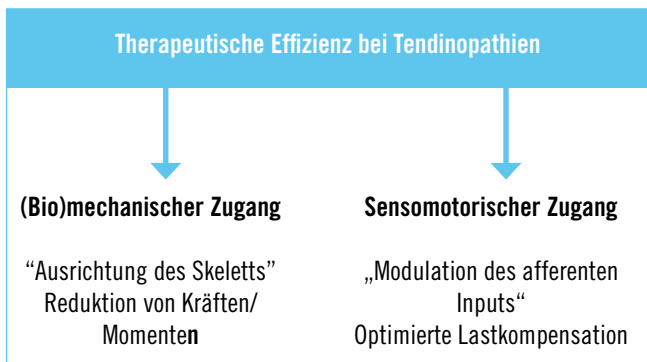 Therapeutische Effizienz bei Tendinopathien
(Bio)mechanischer Zugang
“Ausrichtung des Skeletts”
Reduktion von Kräften/
Momenten
Sensomotorischer Zugang
„Modulation des afferenten
Inputs“
Optimierte Lastkompensation